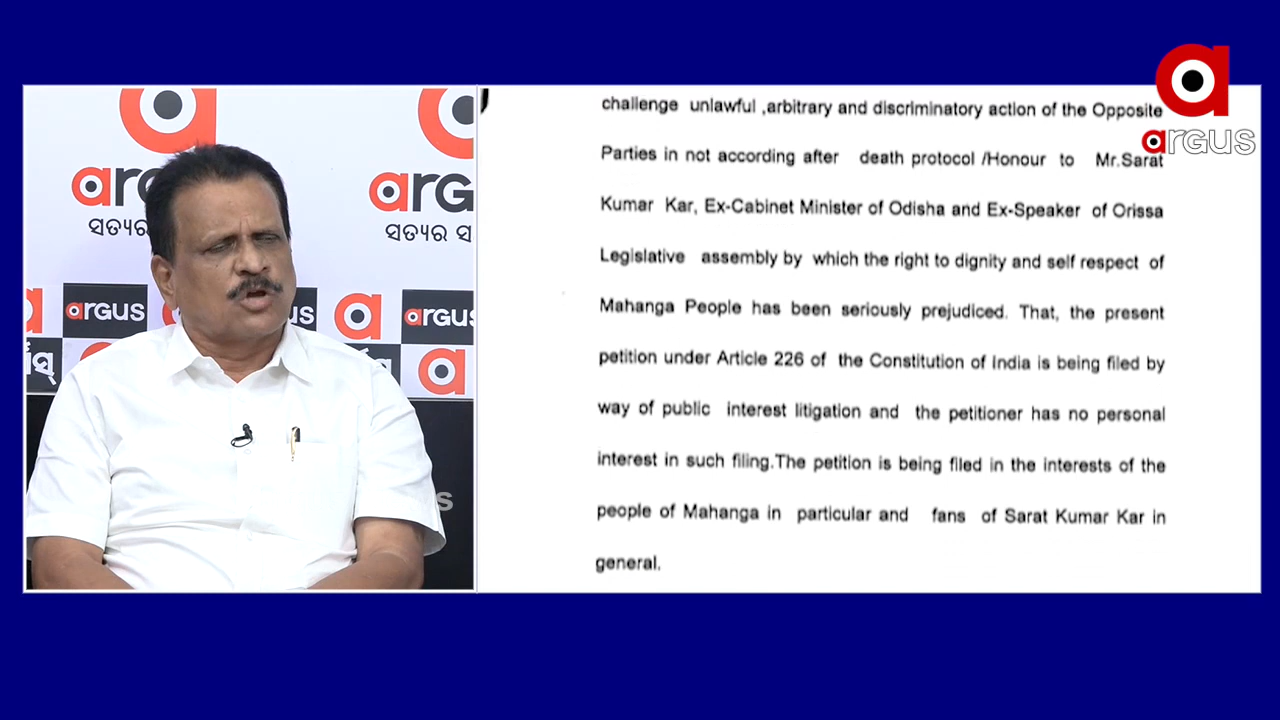 argus
argus
ସତ୍ୟର
ସତ୍ୟର ସ
argus
argus
challenge unlawful ,arbitrary and discriminatory action of the Opposite
Parties in not according after death protocol /Honour to Mr.Sarat
Kumar Kar, Ex-Cabinet Minister of Odisha and Ex-Speaker of Orissa
Legislative assembly by which the right to dignity and self respect of
Mahanga People has been seriously prejudiced. That, the present
petition under Article 226 of the Constitution of India is being filed by
way of public interest litigation and the petitioner has no personal
interest in such filing.The petition is being filed in the interests of the
people of Mahanga in particular and fans of Sarat Kumar Kar in
general.